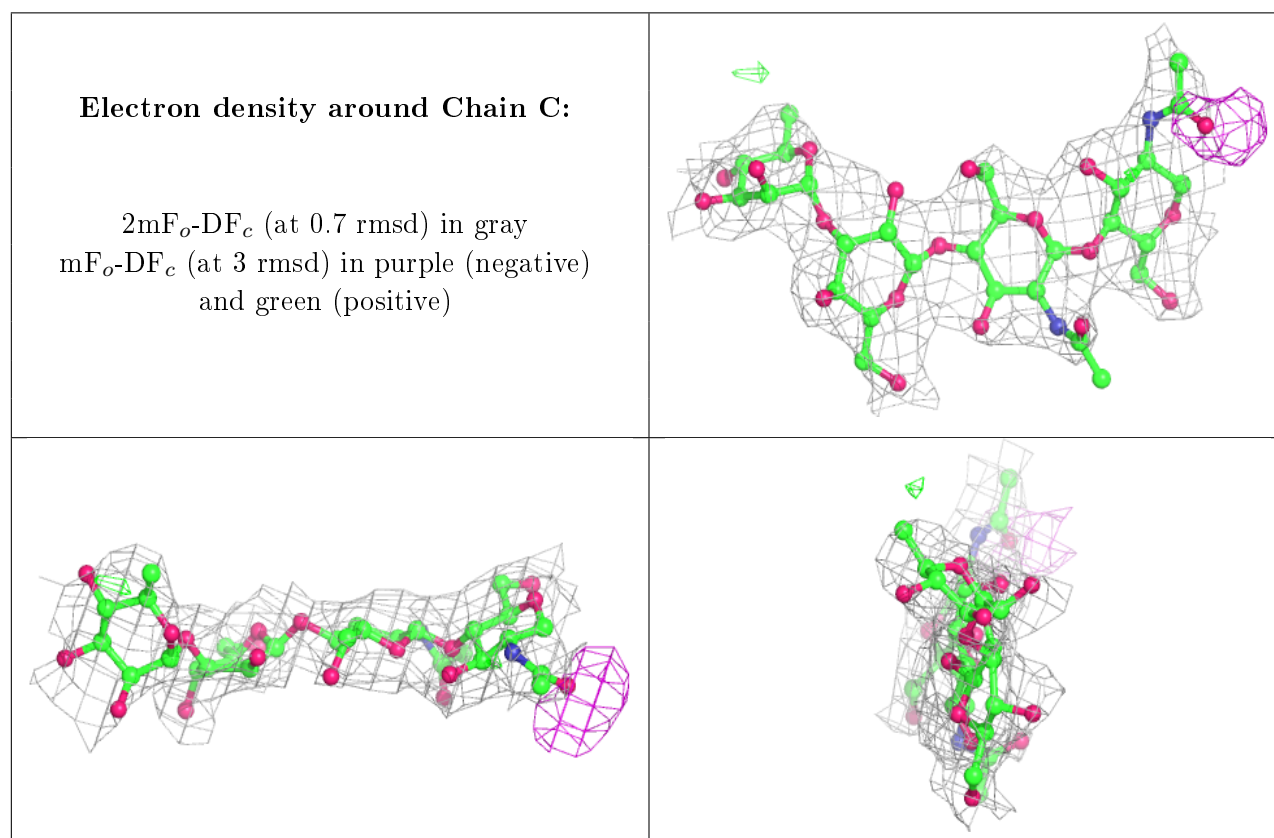 Electron density around Chain C:
2mFₒ-DF𝒸 (at 0.7 rmsd) in gray
mFₒ-DF𝒸 (at 3 rmsd) in purple (negative)
and green (positive)